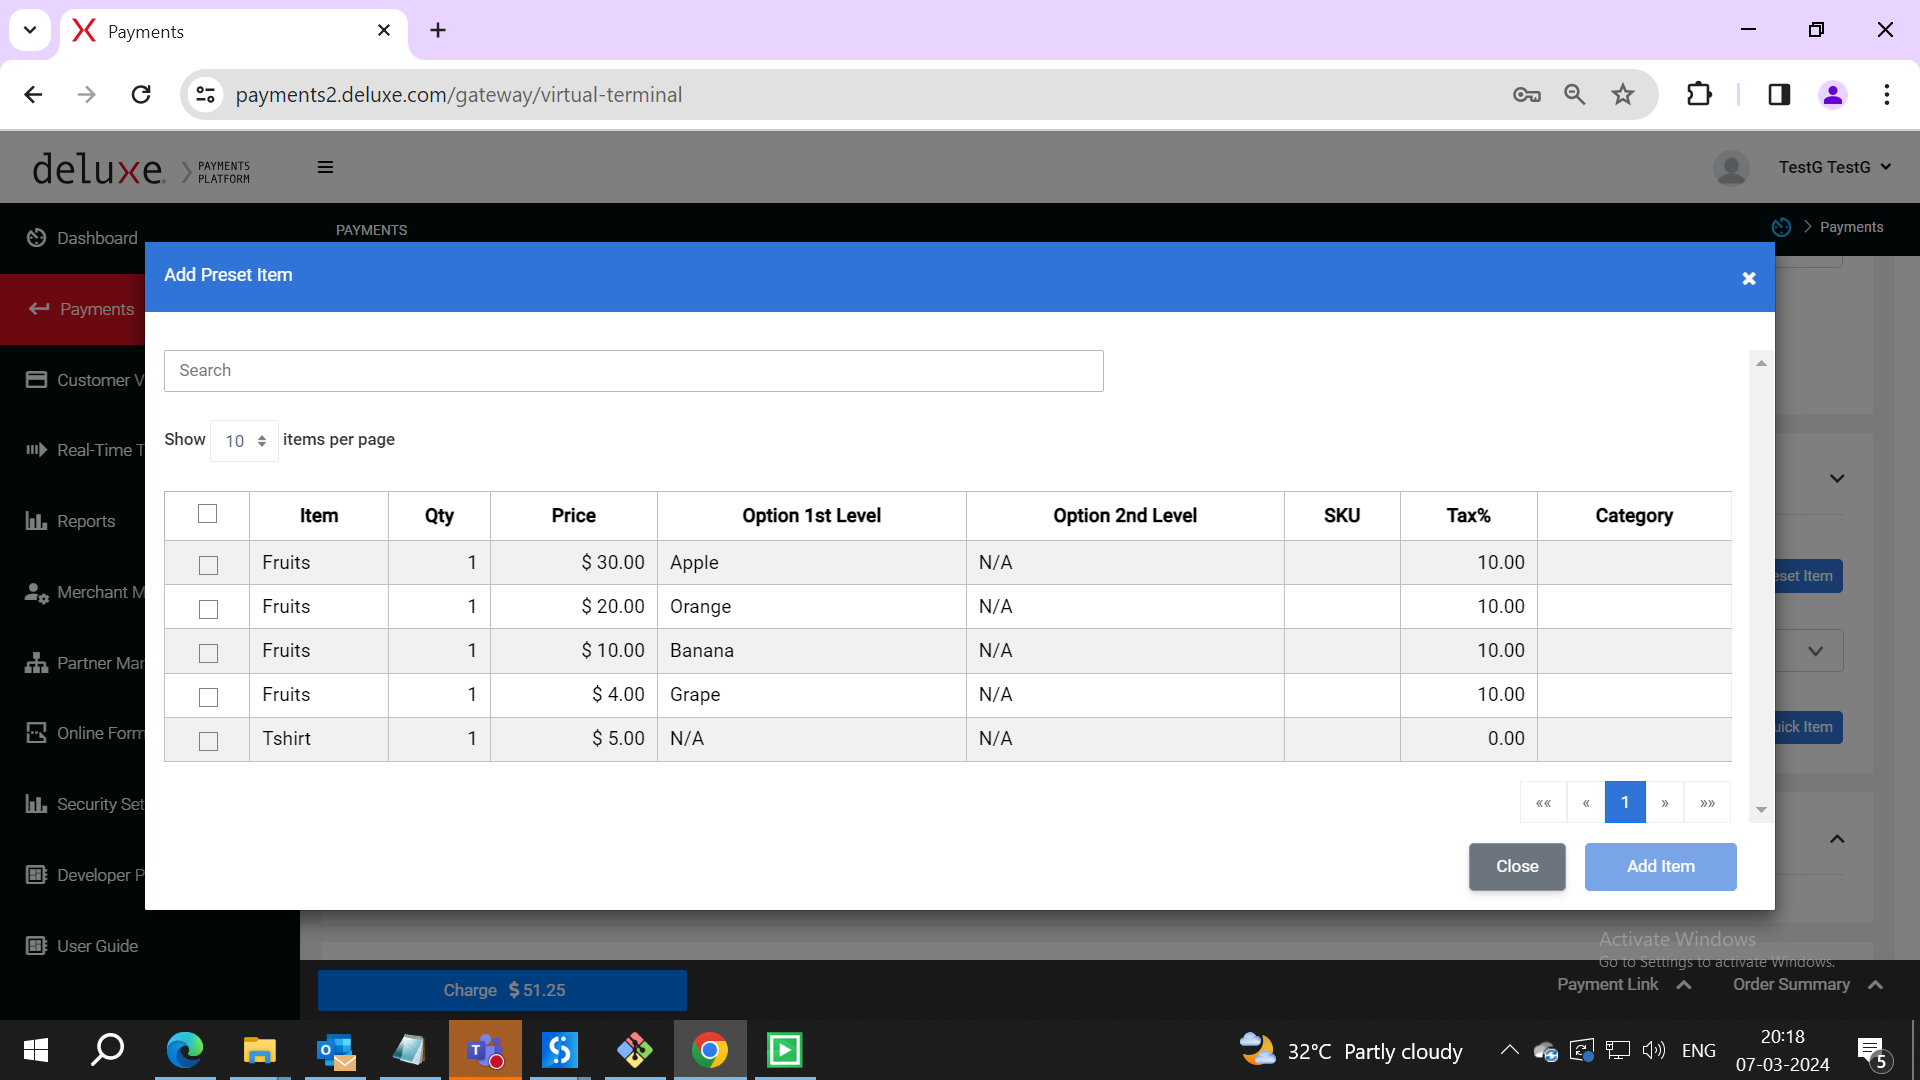 Payments
payments2.deluxe.com/gateway/virtual-terminal
deluxe. PAYMENTS PLATFORM
TestG TestG
Dashboard
PAYMENTS
Payments
Add Preset Item
Payments
Search
Customer V
Show 10 items per page
Real-Time T
Item Qty Price Option 1st Level Option 2nd Level SKU Tax% Category
Reports
Fruits 1 $ 30.00 Apple N/A 10.00
eset Item
Merchant M
Fruits 1 $ 20.00 Orange N/A 10.00
Fruits 1 $ 10.00 Banana N/A 10.00
Partner Mar
Fruits 1 $ 4.00 Grape N/A 10.00
Online Form
uick Item
Tshirt 1 $ 5.00 N/A N/A 0.00
Security Set
«« « 1 » »»
Close Add Item
Developer P
User Guide
Activate Windows
Go to Settings to activate Windows.
Charge $ 51.25
Payment Link Order Summary
32°C Partly cloudy
ENG
20:18
07-03-2024
5